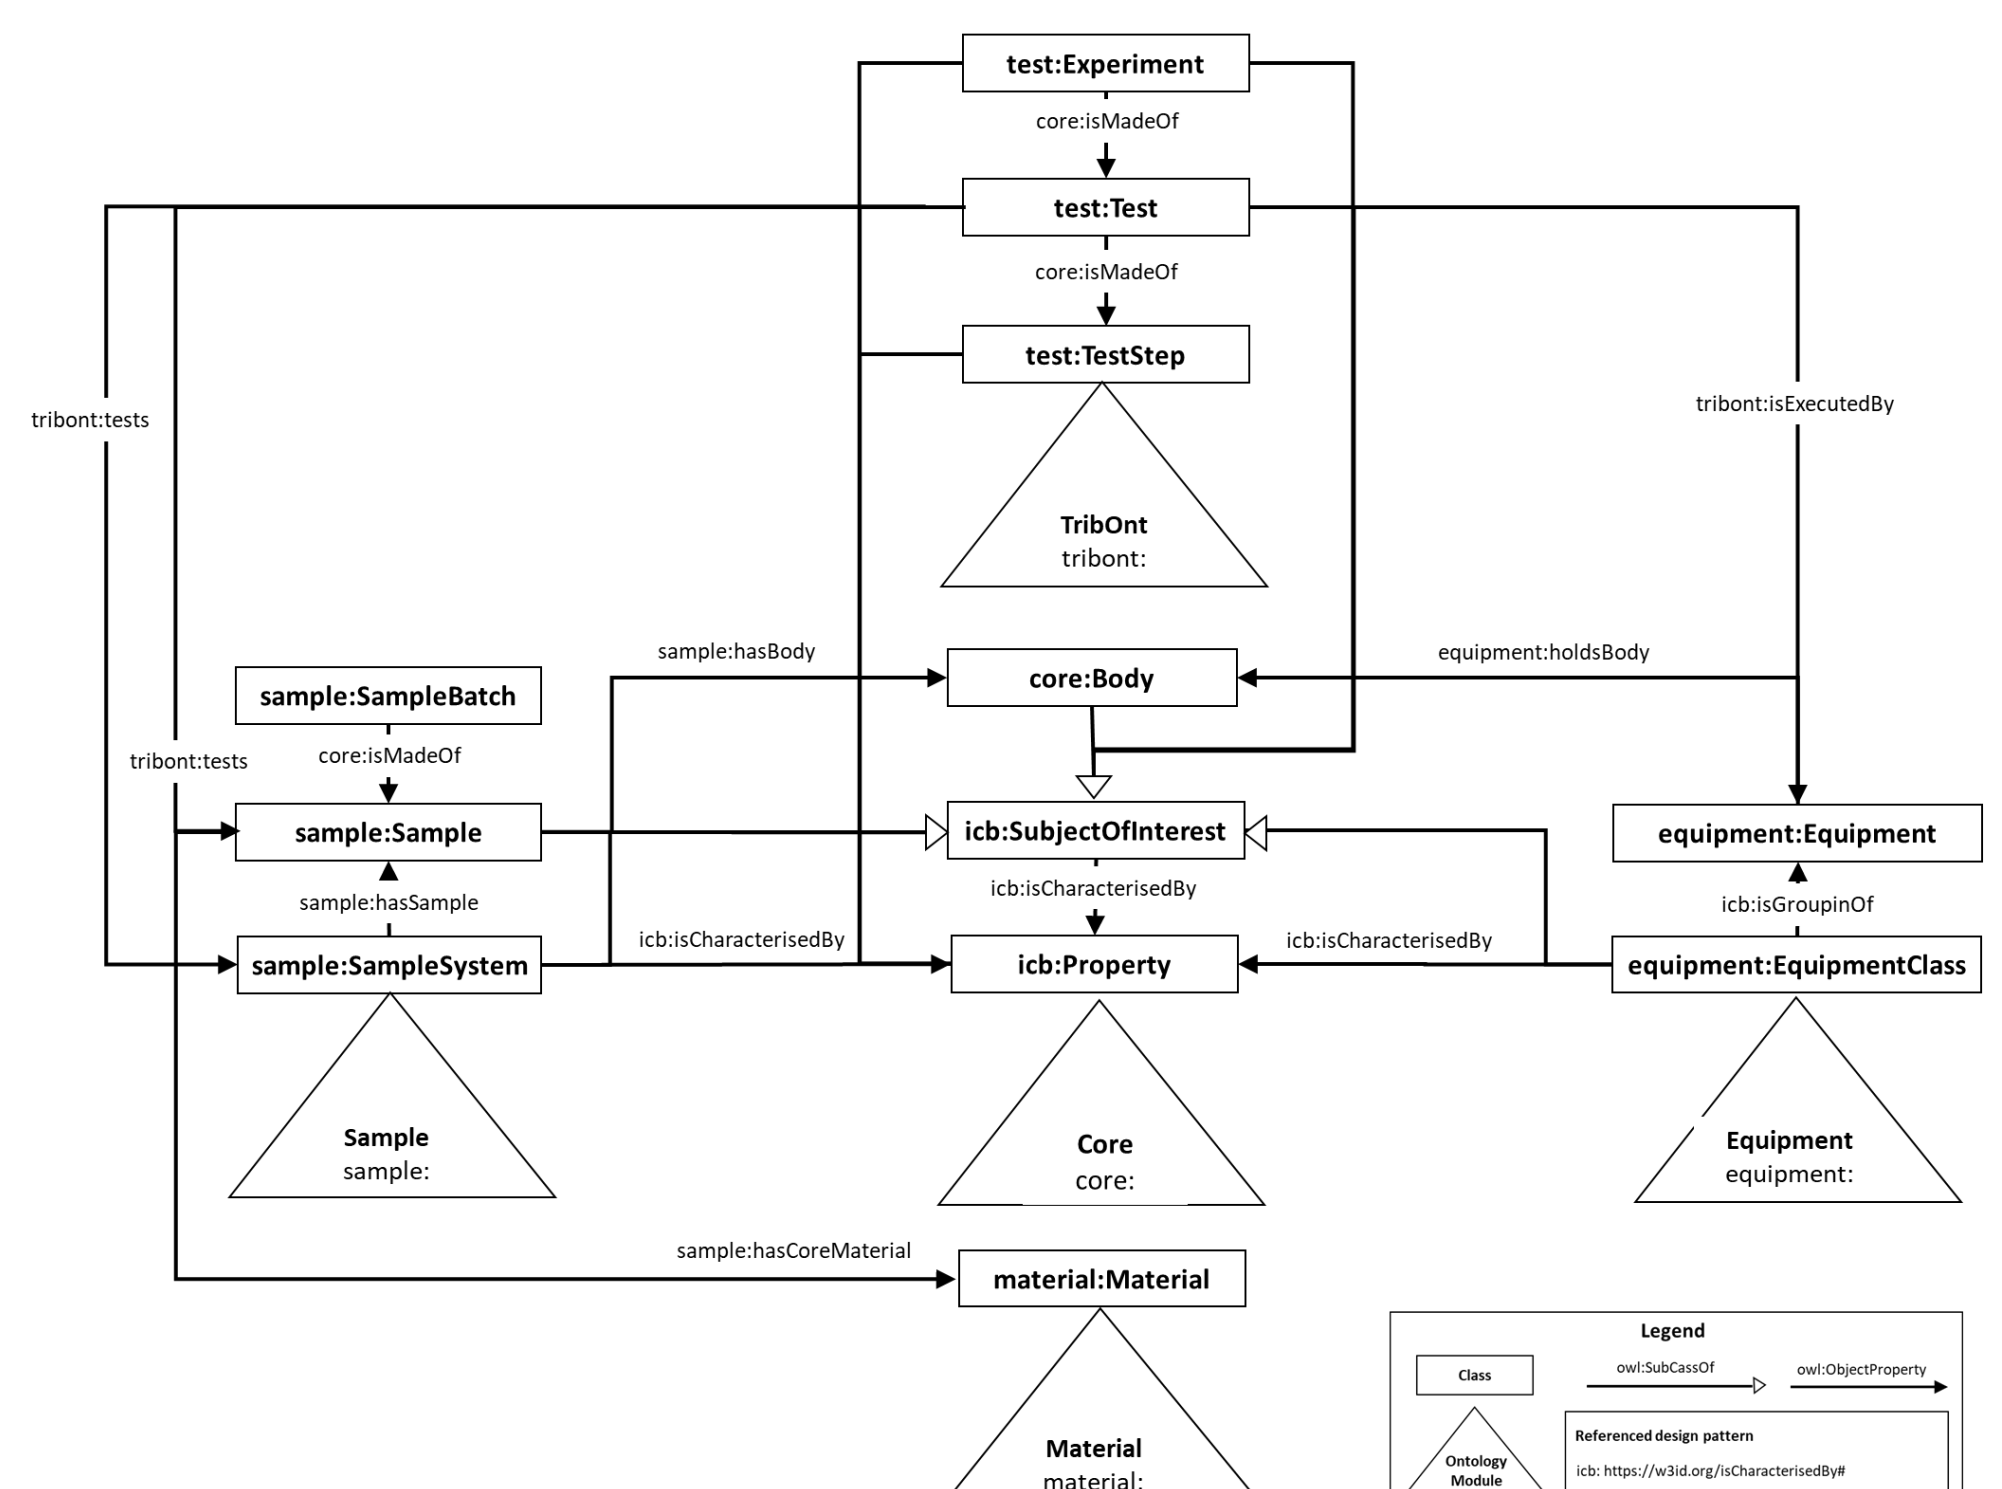 test:Experiment
core:isMadeOf
test:Test
core:isMadeOf
test:TestStep
tribont:tests
tribont:isExecutedBy
TribOnt
tribont:
sample:hasBody
equipment:holdsBody
core:Body
sample:SampleBatch
core:isMadeOf
tribont:tests
sample:Sample
icb:SubjectOfInterest
equipment:Equipment
sample:hasSample
icb:isCharacterisedBy
icb:isGroupinOf
icb:isCharacterisedBy
icb:isCharacterisedBy
sample:SampleSystem
icb:Property
equipment:EquipmentClass
Sample
sample:
Core
core:
Equipment
equipment:
sample:hasCoreMaterial
material:Material
Material
material:
Legend
Class
owl:SubCassOf
owl:ObjectProperty
Ontology
Module
Referenced design pattern
icb: https://w3id.org/isCharacterisedBy#